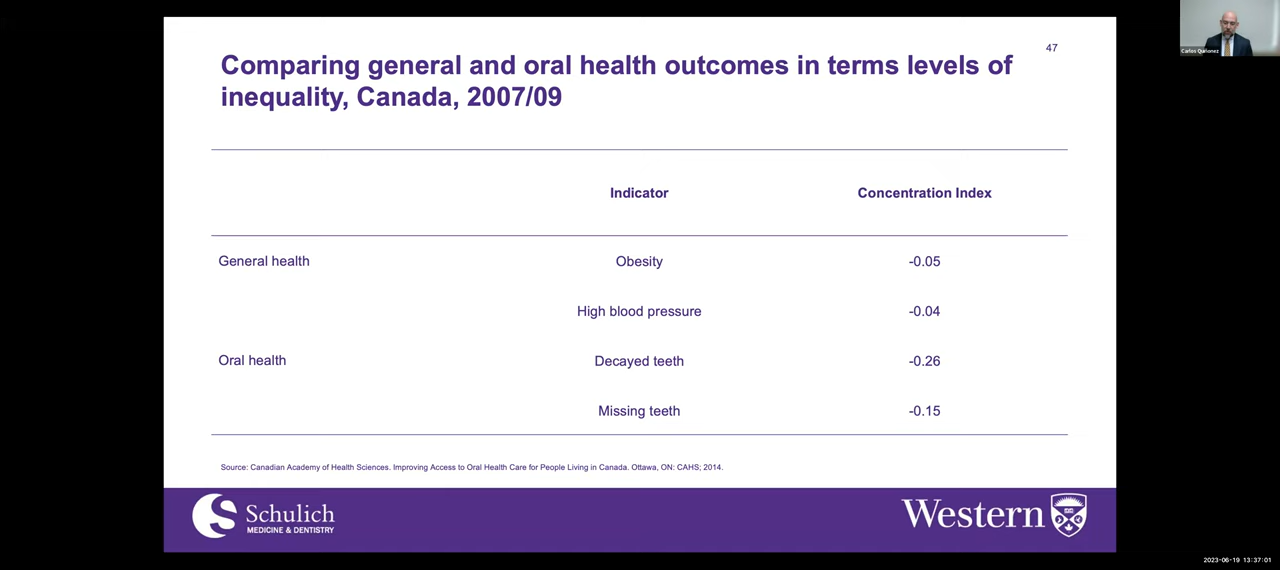 47
Comparing general and oral health outcomes in terms levels of
inequality, Canada, 2007/09
Indicator Concentration Index
General health Obesity -0.05
High blood pressure -0.04
Oral health Decayed teeth -0.26
Missing teeth -0.15
Source: Canadian Academy of Health Sciences. Improving Access to Oral Health Care for People Living in Canada. Ottawa, ON: CAHS; 2014.
Schulich
MEDICINE & DENTISTRY
Western
Carlos Quiñonez
2023-06-19 13:37:01